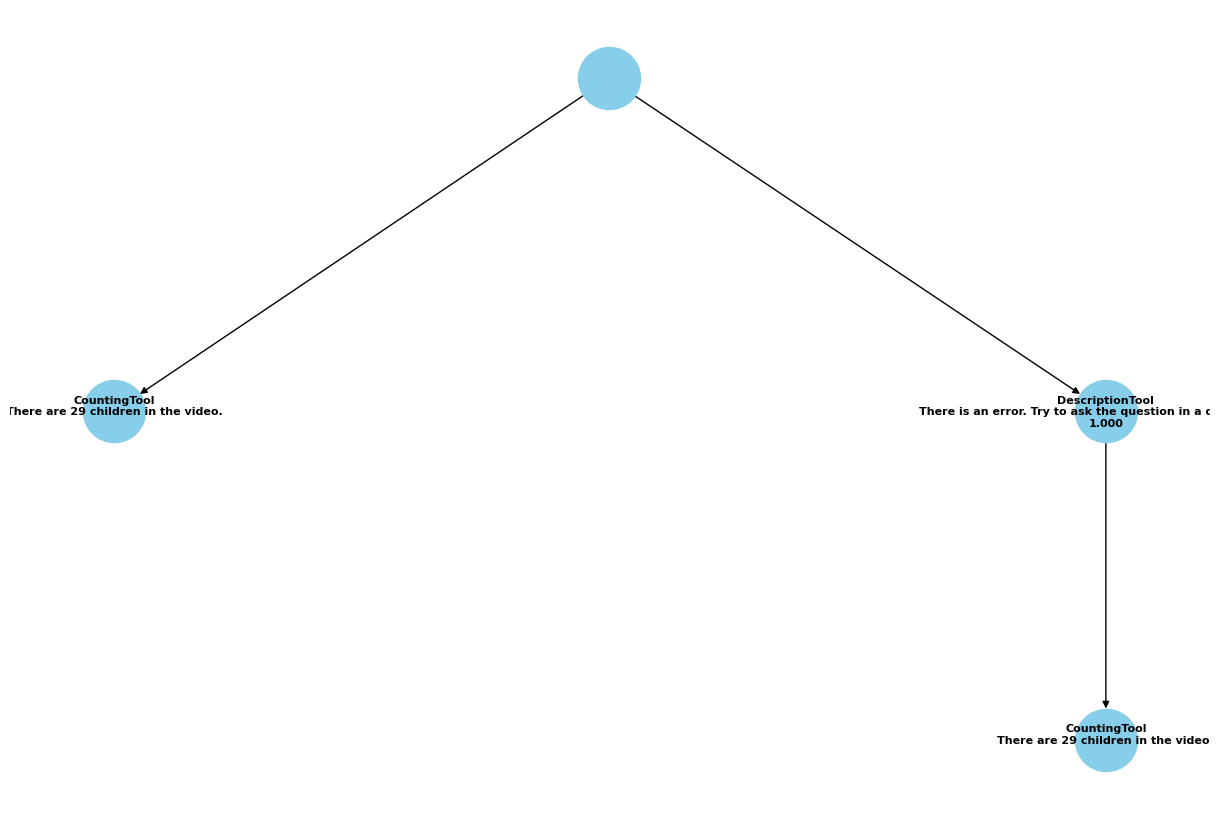 CountingTool
There are 29 children in the video.
DescriptionTool
There is an error. Try to ask the question in a
1.000
CountingTool
There are 29 children in the video